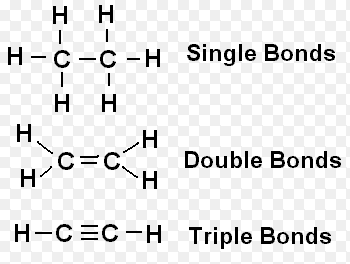 H H
H C C H Single Bonds
H H
H H
C = C Double Bonds
H H
H − C ≡ C − H Triple Bonds